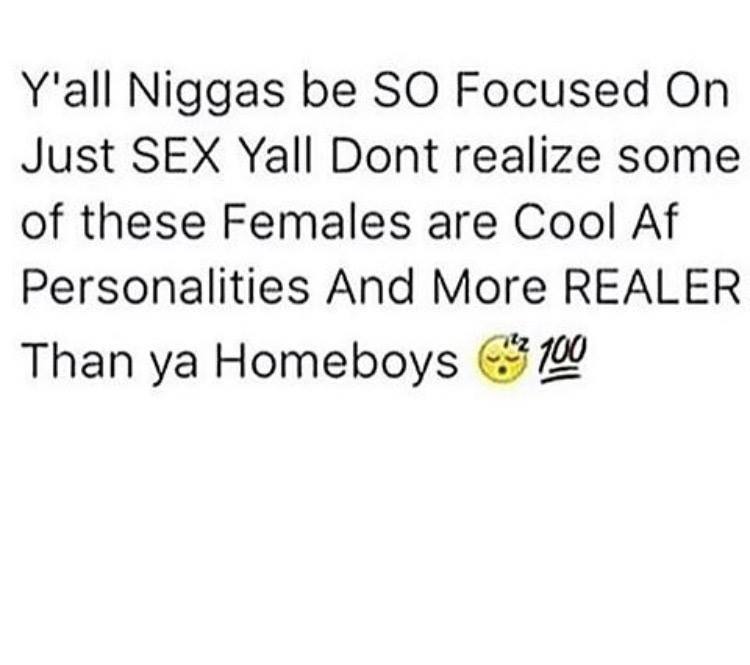 Y'all Niggas be SO Focused On
Just SEX Yall Dont realize some
of these Females are Cool Af
Personalities And More REALER
Than ya Homeboys 😴💯